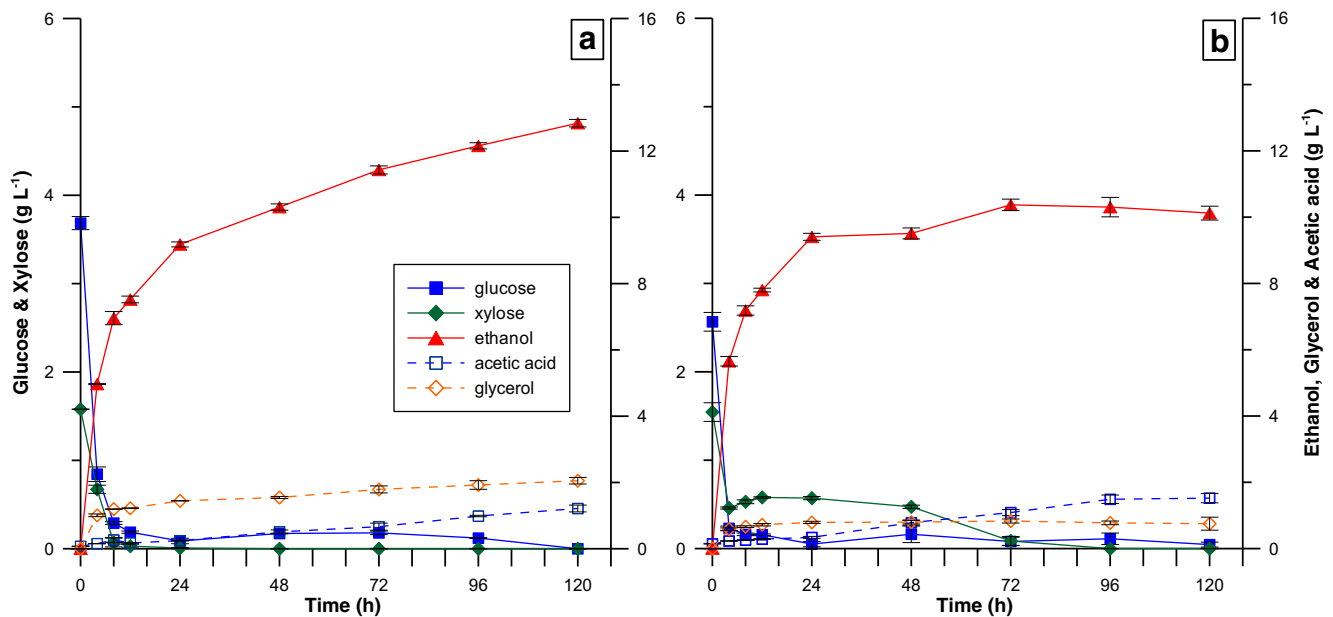 a
b
6
4
2
0
16
12
8
4
0
6
4
2
0
16
12
8
4
0
Glucose & Xylose (g L-1)
Ethanol, Glycerol & Acetic acid (g L-1)
glucose
xylose
ethanol
acetic acid
glycerol
0 24 48 72 96 120
0 24 48 72 96 120
Time (h)
Time (h)